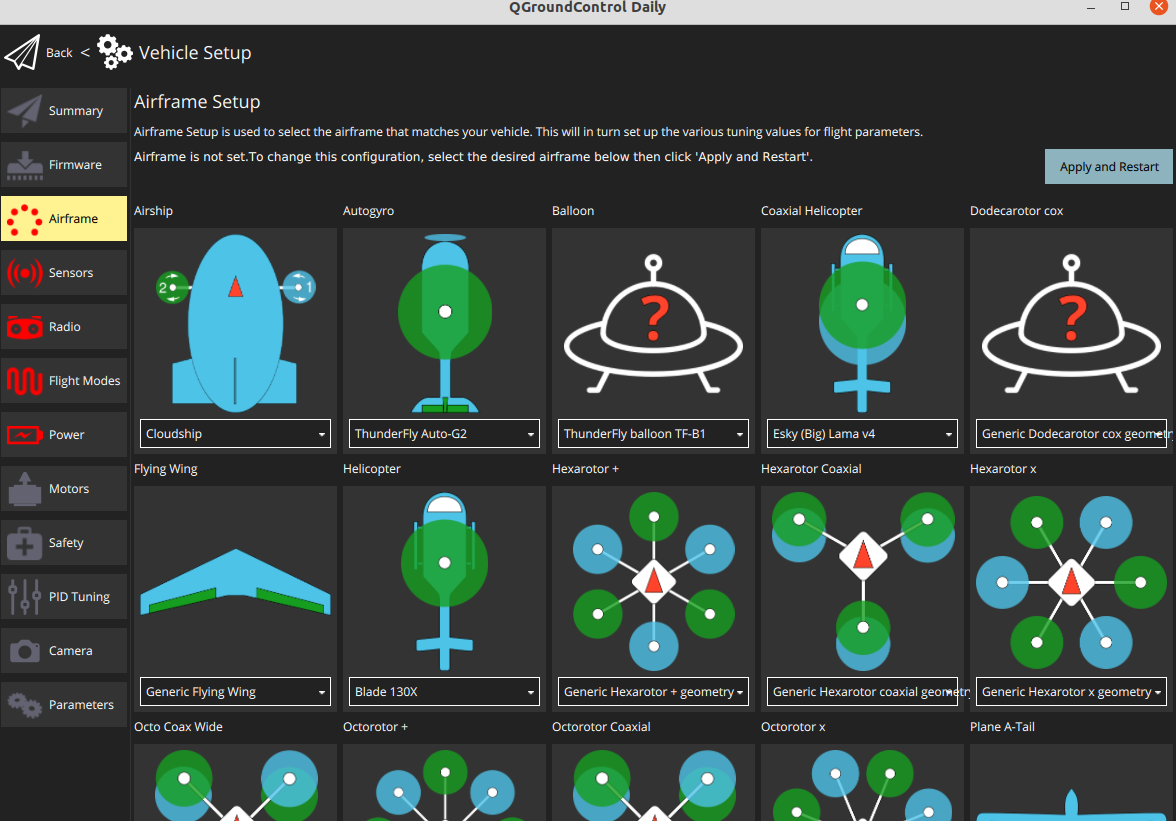 QGroundControl Daily
Back < Vehicle Setup
Summary
Firmware
Airframe
Sensors
Radio
Flight Modes
Power
Motors
Safety
PID Tuning
Camera
Parameters
Airframe Setup
Airframe Setup is used to select the airframe that matches your vehicle. This will in turn set up the various tuning values for flight parameters.
Airframe is not set.To change this configuration, select the desired airframe below then click 'Apply and Restart'.
Apply and Restart
Airship
Autogyro
Balloon
Coaxial Helicopter
Dodecarotor cox
2
1
?
?
Cloudship
ThunderFly Auto-G2
ThunderFly balloon TF-B1
Esky (Big) Lama v4
Generic Dodecarotor cox geometr
Flying Wing
Helicopter
Hexarotor +
Hexarotor Coaxial
Hexarotor x
Generic Flying Wing
Blade 130X
Generic Hexarotor + geometry
Generic Hexarotor coaxial geometry
Generic Hexarotor x geometry
Octo Coax Wide
Octorotor +
Octorotor Coaxial
Octorotor x
Plane A-Tail